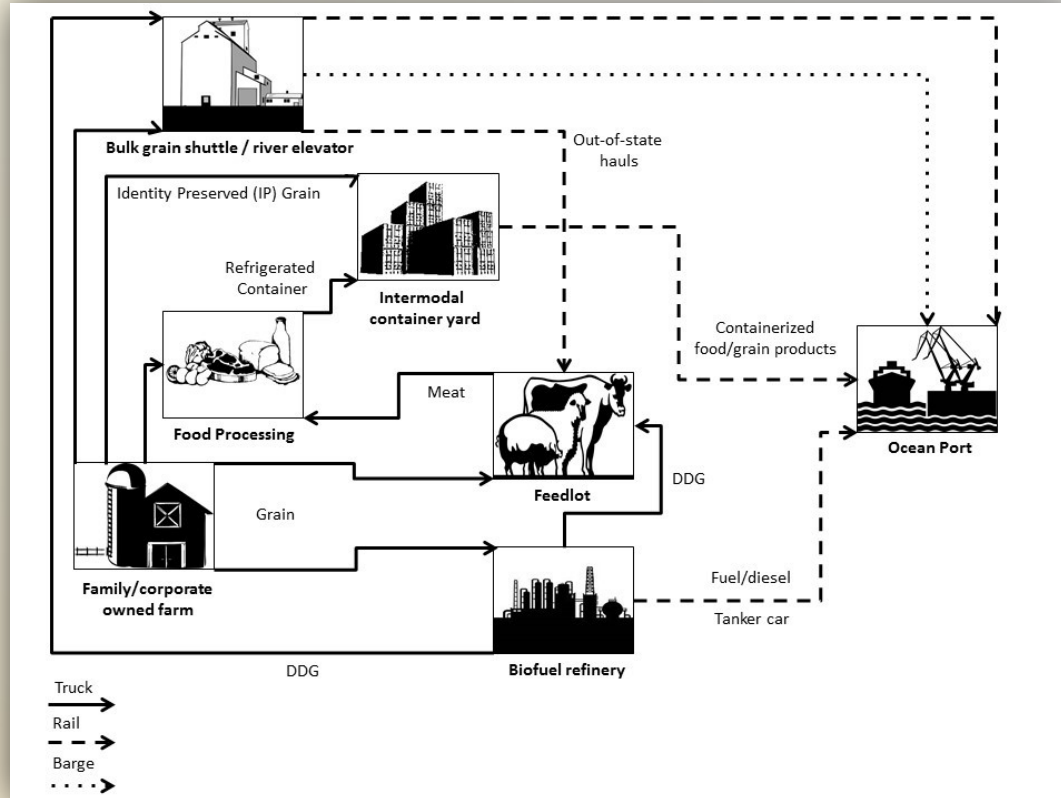 Bulk grain shuttle / river elevator
Out-of-state
hauls
Identity Preserved (IP) Grain
Refrigerated
Container
Intermodal
container yard
Containerized
food/grain products
Meat
Food Processing
Ocean Port
Feedlot
DDG
Grain
Family/corporate
owned farm
Fuel/diesel
Tanker car
Biofuel refinery
DDG
Truck
Rail
Barge